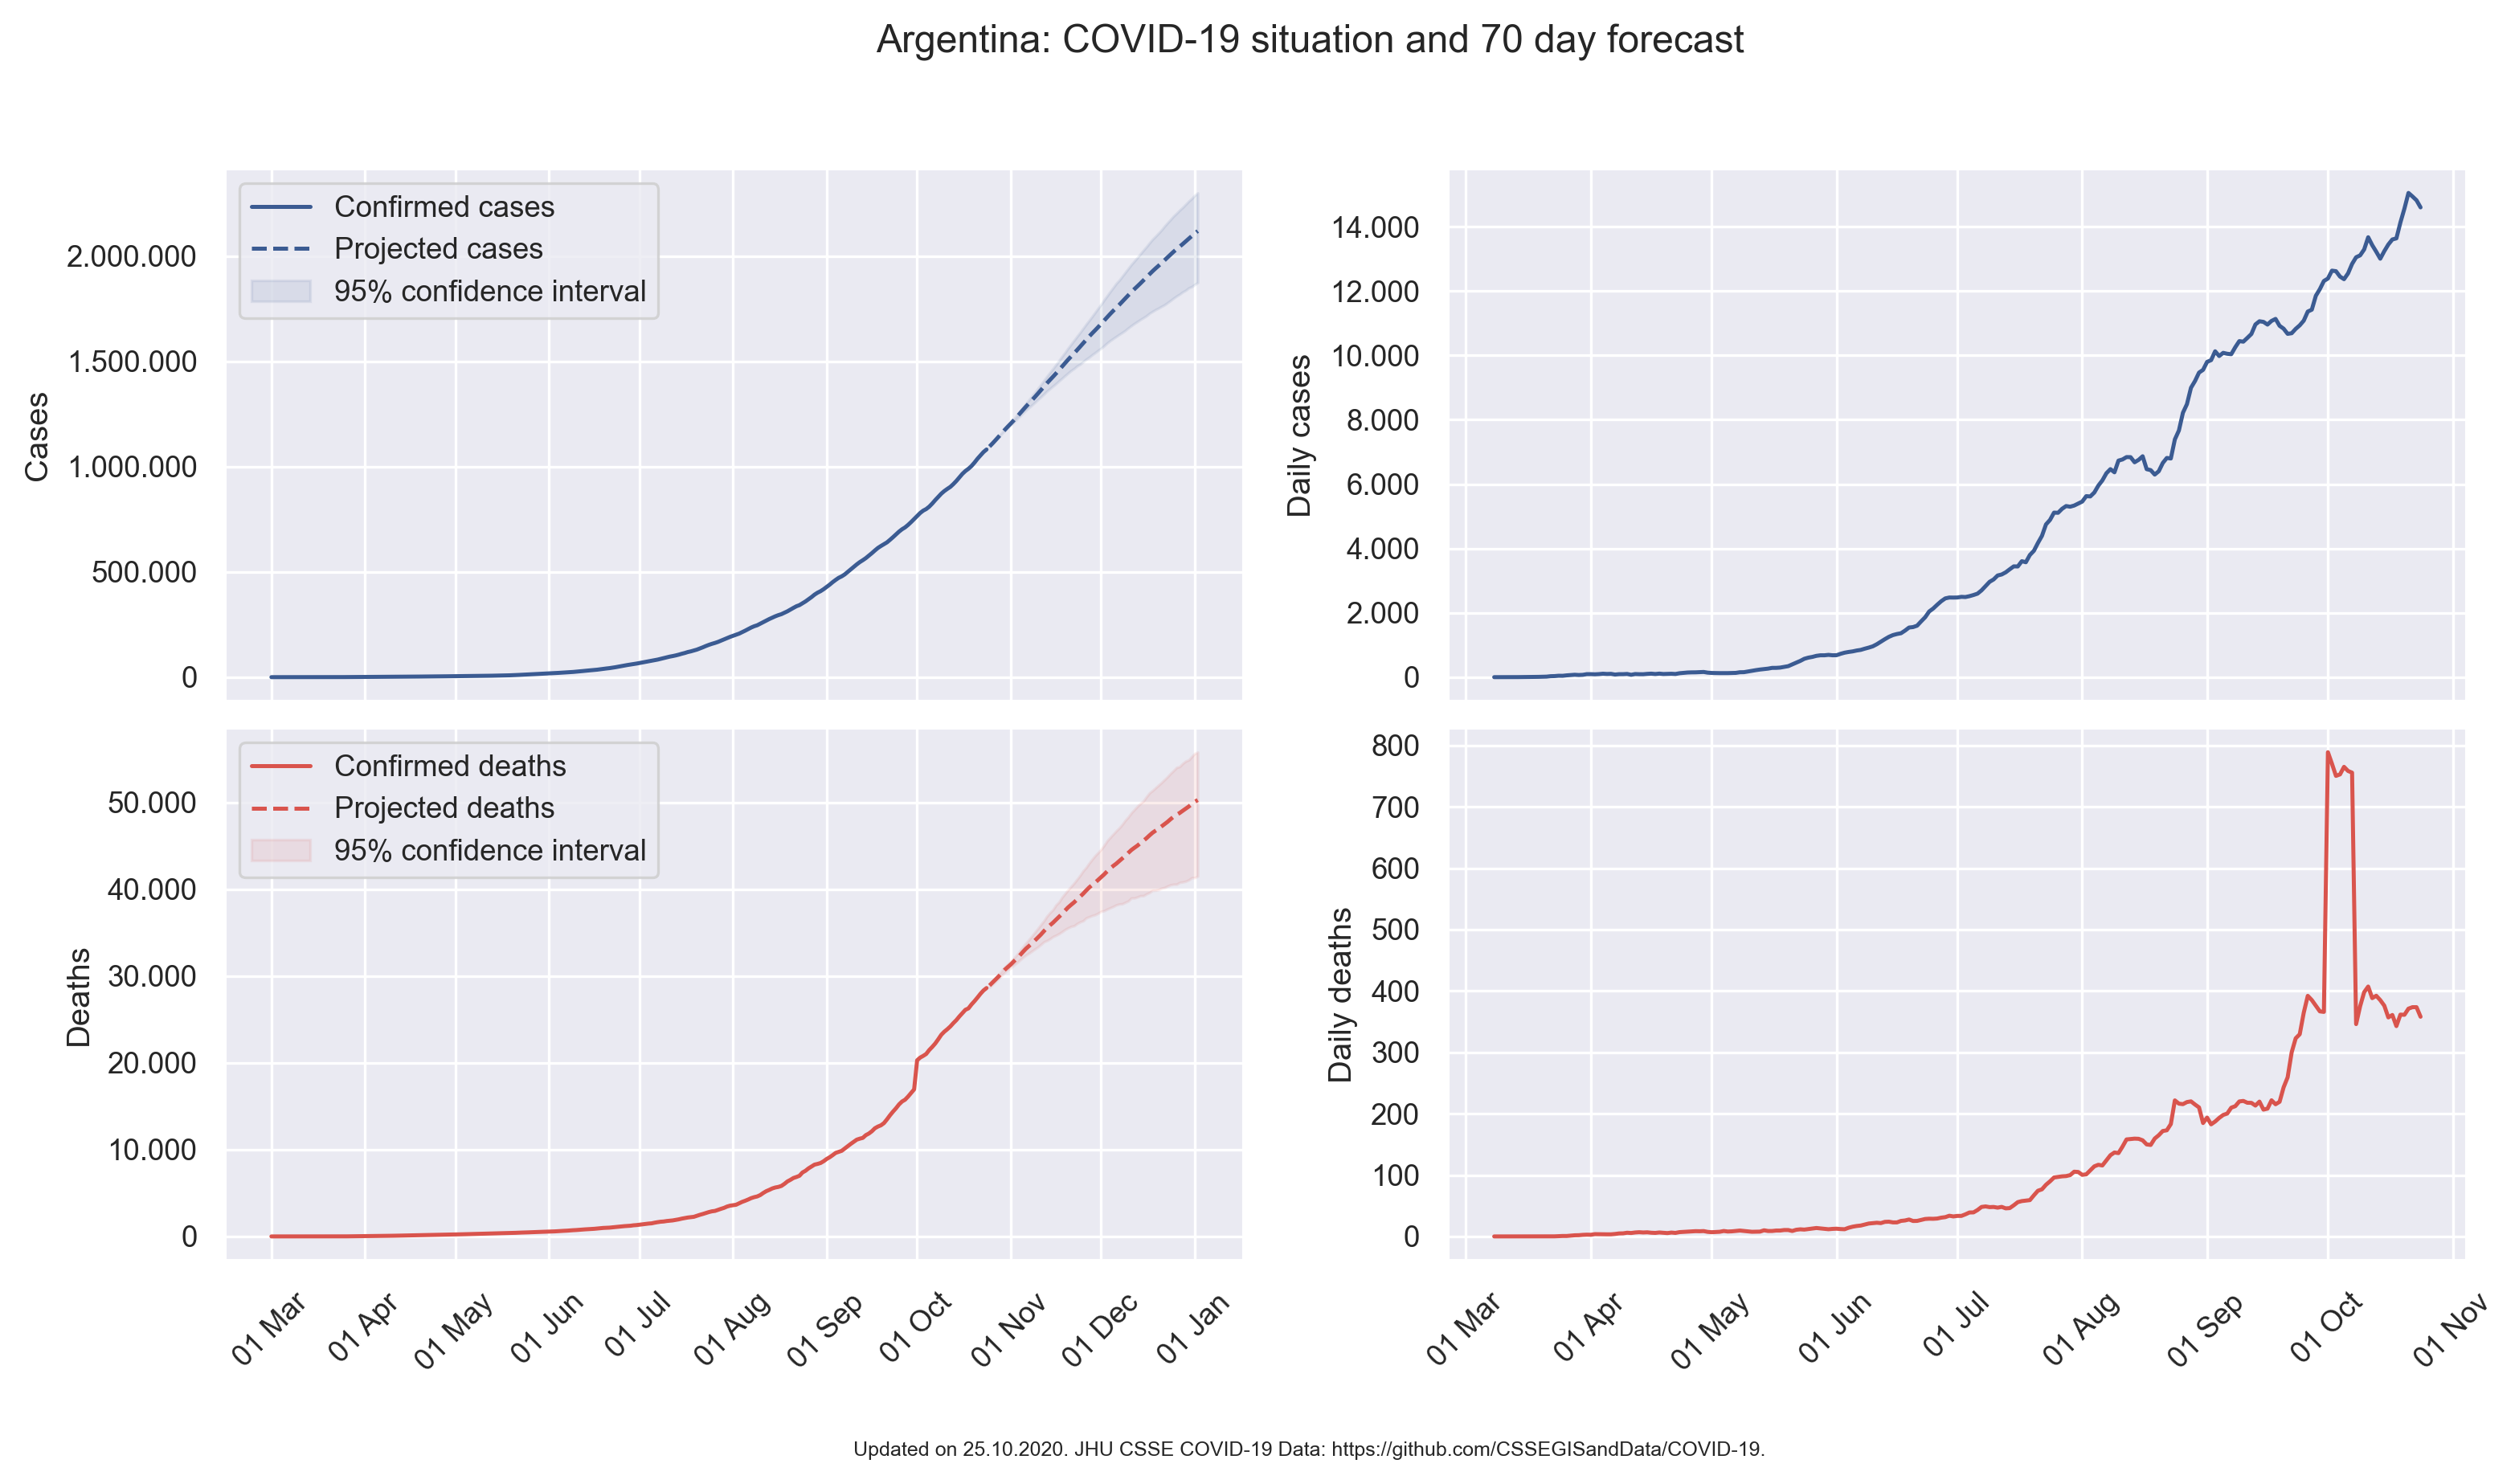 Argentina: COVID-19 situation and 70 day forecast
Confirmed cases
Projected cases
95% confidence interval
2.000.000
1.500.000
1.000.000
500.000
0
Cases
14.000
12.000
10.000
8.000
6.000
4.000
2.000
0
Daily cases
Confirmed deaths
Projected deaths
95% confidence interval
50.000
40.000
30.000
20.000
10.000
0
Deaths
01 Mar
01 Apr
01 May
01 Jun
01 Jul
01 Aug
01 Sep
01 Oct
01 Nov
01 Dec
01 Jan
800
700
600
500
400
300
200
100
0
Daily deaths
01 Mar
01 Apr
01 May
01 Jun
01 Jul
01 Aug
01 Sep
01 Oct
01 Nov
Updated on 25.10.2020. JHU CSSE COVID-19 Data: https://github.com/CSSEGISandData/COVID-19.